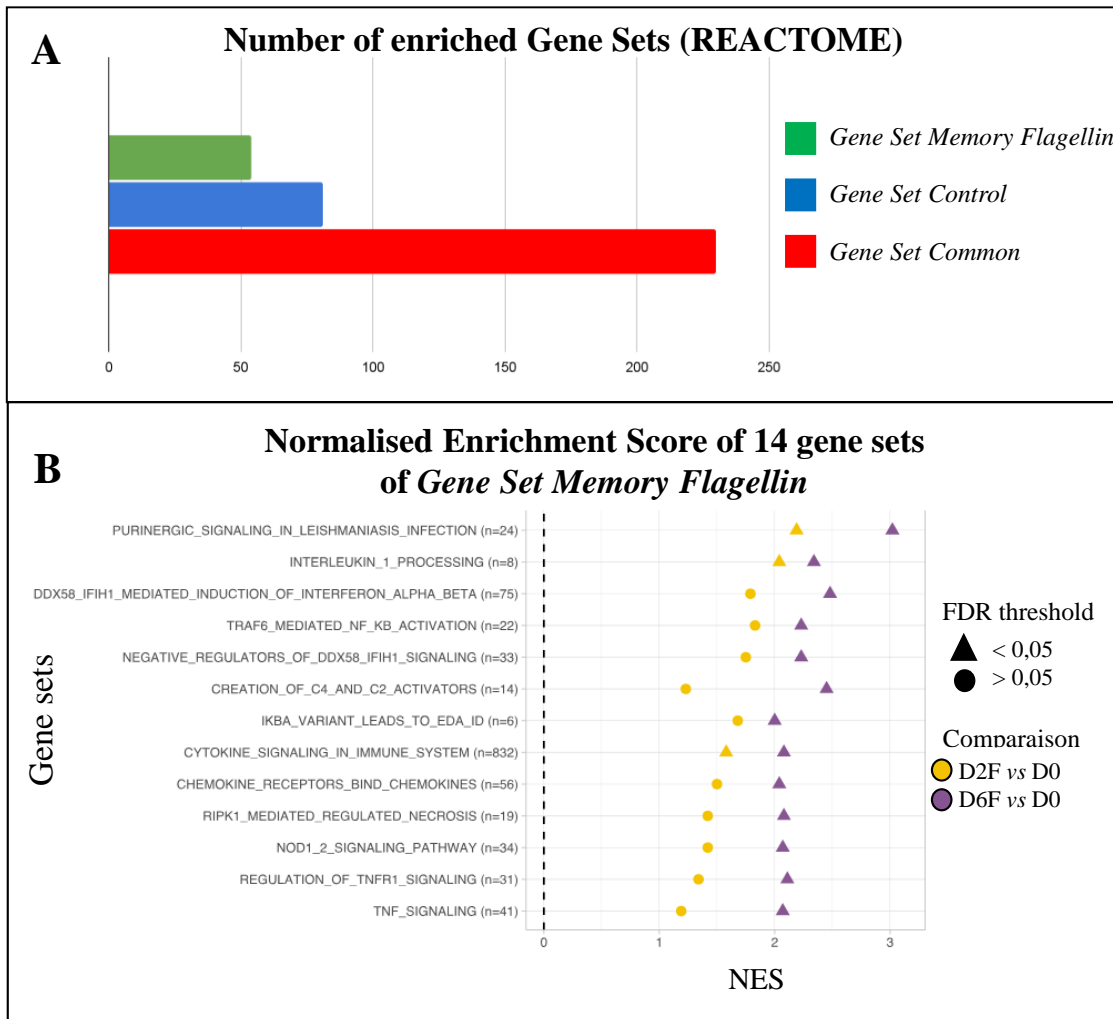 A
Number of enriched Gene Sets (REACTOME)
Gene Set Memory Flagellin
Gene Set Control
Gene Set Common
0 50 100 150 200 250
B
Normalised Enrichment Score of 14 gene sets
of Gene Set Memory Flagellin
Gene sets
PURINERGIC_SIGNALING_IN_LEISHMANIASIS_INFECTION (n=24)
INTERLEUKIN_1_PROCESSING (n=8)
DDX58_IFIH1_MEDIATED_INDUCTION_OF_INTERFERON_ALPHA_BETA (n=75)
TRAF6_MEDIATED_NF_KB_ACTIVATION (n=22)
NEGATIVE_REGULATORS_OF_DDX58_IFIH1_SIGNALING (n=33)
CREATION_OF_C4_AND_C2_ACTIVATORS (n=14)
IKBA_VARIANT_LEADS_TO_EDA_ID (n=6)
CYTOKINE_SIGNALING_IN_IMMUNE_SYSTEM (n=832)
CHEMOKINE_RECEPTORS_BIND_CHEMOKINES (n=56)
RIPK1_MEDIATED_REGULATED_NECROSIS (n=19)
NOD1_2_SIGNALING_PATHWAY (n=34)
REGULATION_OF_TNFR1_SIGNALING (n=31)
TNF_SIGNALING (n=41)
0 1 2 3
NES
FDR threshold
< 0,05
> 0,05
Comparaison
D2F vs D0
D6F vs D0